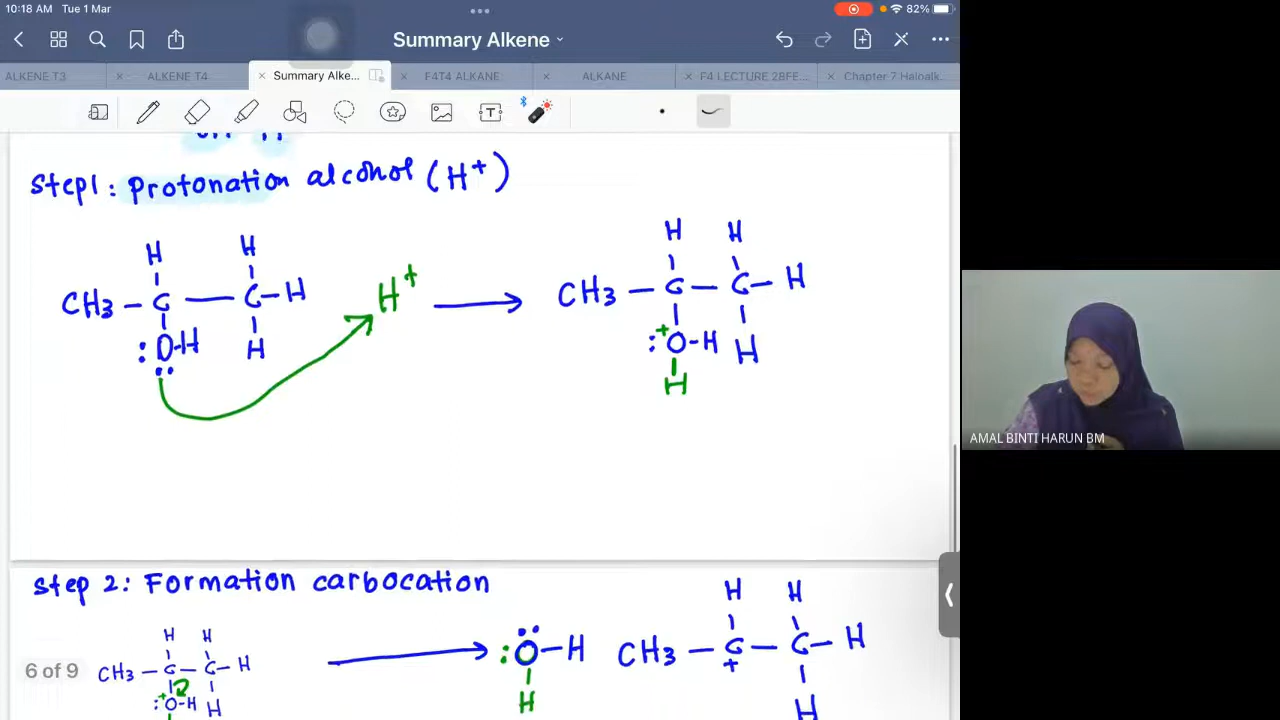 10:18 AM Tue 1 Mar
82%
Summary Alkene
ALKENE T3
ALKENE T4
Summary Alke...
F4T4 ALKANE
ALKANE
F4 LECTURE 2BFE...
Chapter 7 Haloalk
T
Step1: Protonation alcohol (H+)
H H
CH3 - C - C - H
:OH
H
H+
H H
CH3 - C - C - H
+
:O-H H
H
AMAL BINTI HARUN BM
Step 2: Formation carbocation
H H
CH3 - C - C - H
+
:O-H H
:O-H
H
H H
CH3 - C - C - H
+
H
6 of 9